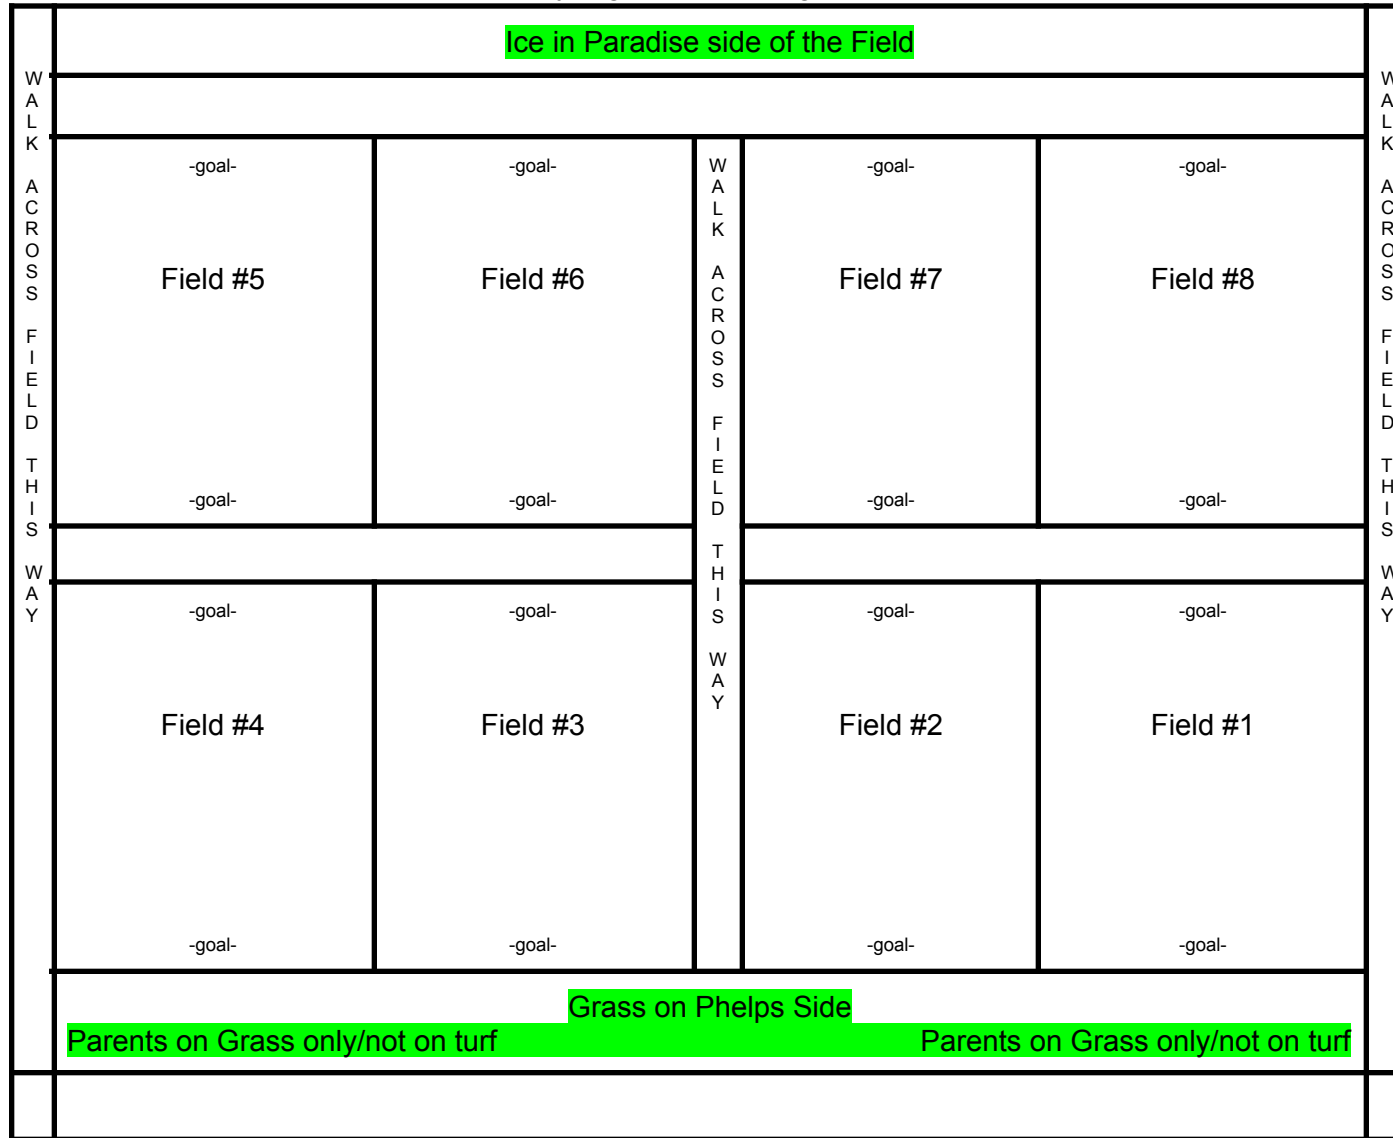 Ice in Paradise side of the Field
WALK ACROSS FIELD THIS WAY
WALK ACROSS FIELD THIS WAY
WALK ACROSS FIELD THIS WAY
-goal- -goal- -goal- -goal-
Field #5 Field #6 Field #7 Field #8
-goal- -goal- -goal- -goal-
-goal- -goal- -goal- -goal-
Field #4 Field #3 Field #2 Field #1
-goal- -goal- -goal- -goal-
Grass on Phelps Side
Parents on Grass only/not on turf Parents on Grass only/not on turf